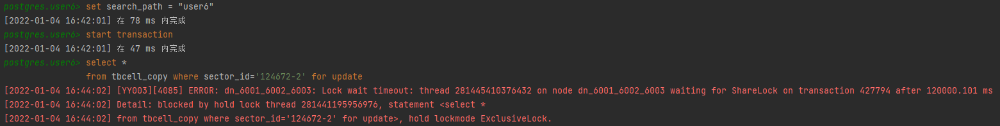 postgres.user6> set search_path = "user6"
[2022-01-04 16:42:01] 在 78 ms 内完成
postgres.user6> start transaction
[2022-01-04 16:42:01] 在 47 ms 内完成
postgres.user6> select *
from tbcell_copy where sector_id='124672-2' for update
[2022-01-04 16:44:02] [YY003][4085] ERROR: dn_6001_6002_6003: Lock wait timeout: thread 281445410376432 on node dn_6001_6002_6003 waiting for ShareLock on transaction 427794 after 120000.101 ms
[2022-01-04 16:44:02] Detail: blocked by hold lock thread 281441195956976, statement <select *
[2022-01-04 16:44:02] from tbcell_copy where sector_id='124672-2' for update>, hold lockmode ExclusiveLock.